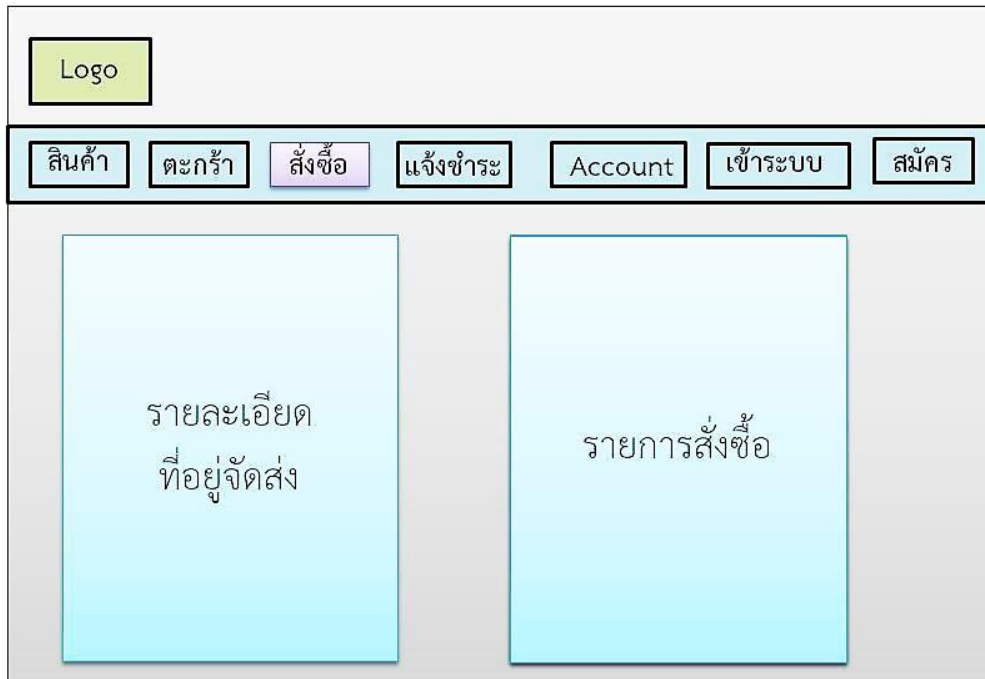 Logo
สินค้า ตะกร้า สั่งซื้อ แจ้งชำระ Account เข้าระบบ สมัคร
รายละเอียด
ที่อยู่จัดส่ง
รายการสั่งซื้อ